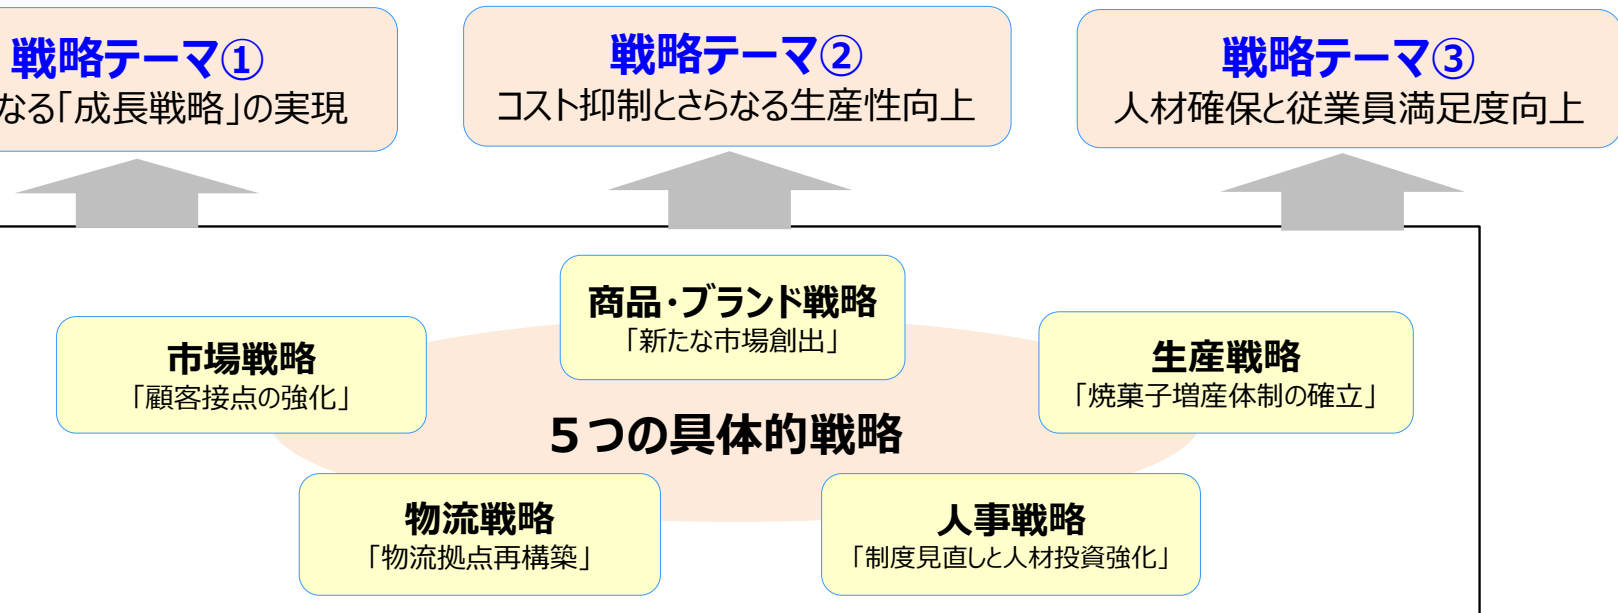 戦略テーマ①
なる「成長戦略」の実現
戦略テーマ②
コスト抑制とさらなる生産性向上
戦略テーマ③
人材確保と従業員満足度向上
商品・ブランド戦略
「新たな市場創出」
市場戦略
「顧客接点の強化」
生産戦略
「焼菓子増産体制の確立」
5つの具体的戦略
物流戦略
「物流拠点再構築」
人事戦略
「制度見直しと人材投資強化」